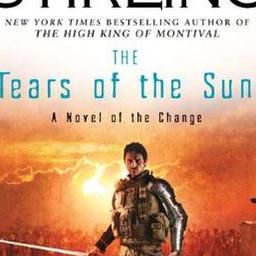 STIRLING
NEW YORK TIMES BESTSELLING AUTHOR OF
THE HIGH KING OF MONTIVAL
THE
Tears of the Sun
A Novel of the Change